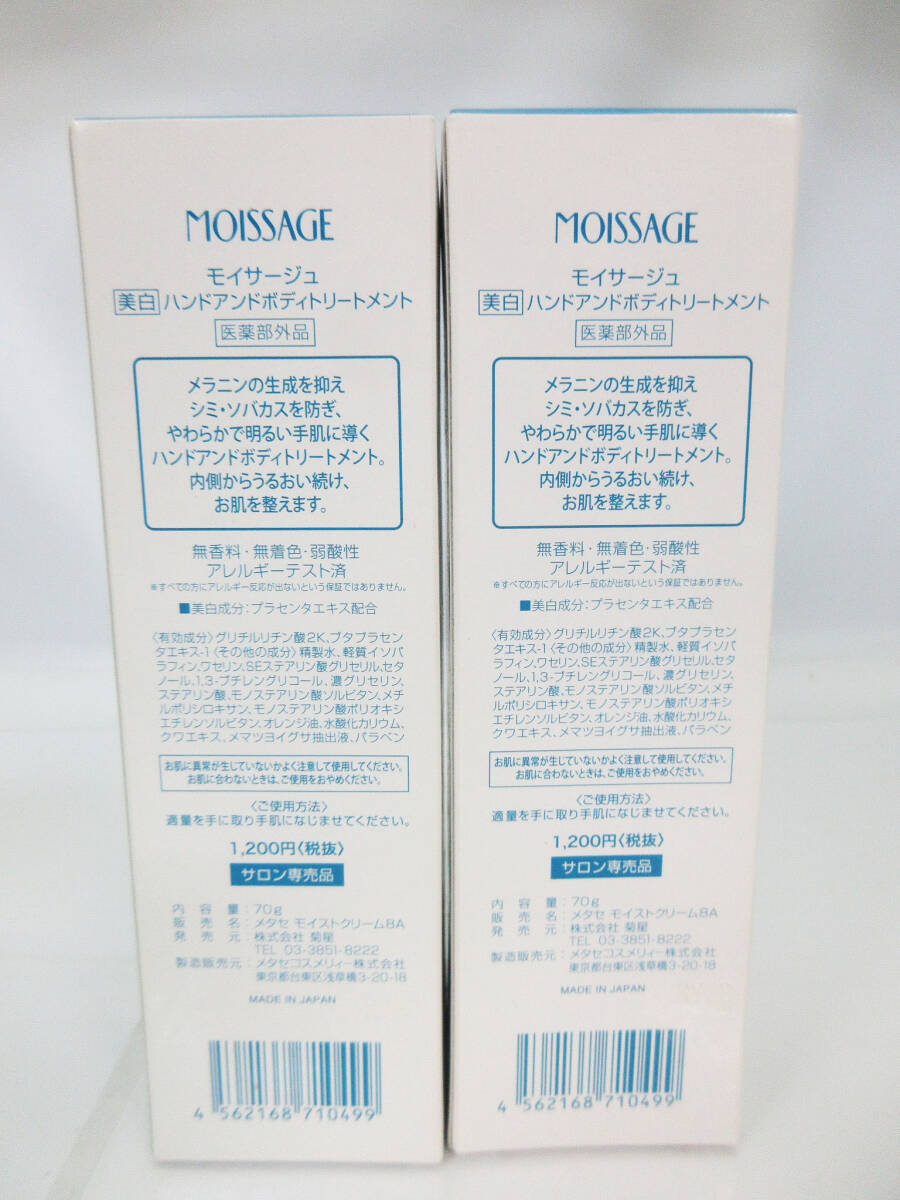 MOISSAGE
モイサージュ
美白 ハンドアンドボディトリートメント
医薬部外品
メラニンの生成を抑え
シミ・ソバカスを防ぎ、
やわらかで明るい手肌に導く
ハンドアンドボディトリートメント。
内側からうるおい続け、
お肌を整えます。
無香料・無着色・弱酸性
アレルギーテスト済
※すべての方にアレルギー反応が出ないという保証ではありません。
■美白成分：プラセンタエキス配合
〈有効成分〉グリチルリチン酸2K、ブタプラセン
タエキス-1〈その他の成分〉精製水、軽質イソパ
ラフィン、ワセリン、SEステアリン酸グリセリル、セタ
ノール、1,3-ブチレングリコール、濃グリセリン、
ステアリン酸、モノステアリン酸ソルビタン、メチ
ルポリシロキサン、モノステアリン酸ポリオキシ
エチレンソルビタン、オレンジ油、水酸化カリウム、
クワエキス、メマツヨイグサ抽出液、パラベン
お肌に異常が生じていないかよく注意して使用してください。
お肌に合わないときは、ご使用をおやめください。
〈ご使用方法〉
適量を手に取り手肌になじませてください。
1,200円〈税抜〉
サロン専売品
内容量：70g
販売名：メタセ モイストクリーム8A
発売元：株式会社 菊星
TEL 03-3851-8222
製造販売元：メタセコスメリィー株式会社
東京都台東区浅草橋3-20-18
MADE IN JAPAN
4 562168 710499
MOISSAGE
モイサージュ
美白 ハンドアンドボディトリートメント
医薬部外品
メラニンの生成を抑え
シミ・ソバカスを防ぎ、
やわらかで明るい手肌に導く
ハンドアンドボディトリートメント。
内側からうるおい続け、
お肌を整えます。
無香料・無着色・弱酸性
アレルギーテスト済
※すべての方にアレルギー反応が出ないという保証ではありません。
■美白成分：プラセンタエキス配合
〈有効成分〉グリチルリチン酸2K、ブタプラセン
タエキス-1〈その他の成分〉精製水、軽質イソパ
ラフィン、ワセリン、SEステアリン酸グリセリル、セタ
ノール、1,3-ブチレングリコール、濃グリセリン、
ステアリン酸、モノステアリン酸ソルビタン、メチ
ルポリシロキサン、モノステアリン酸ポリオキシ
エチレンソルビタン、オレンジ油、水酸化カリウム、
クワエキス、メマツヨイグサ抽出液、パラベン
お肌に異常が生じていないかよく注意して使用してください。
お肌に合わないときは、ご使用をおやめください。
〈ご使用方法〉
適量を手に取り手肌になじませてください。
1,200円〈税抜〉
サロン専売品
内容量：70g
販売名：メタセ モイストクリーム8A
発売元：株式会社 菊星
TEL 03-3851-8222
製造販売元：メタセコスメリィー株式会社
東京都台東区浅草橋3-20-18
MADE IN JAPAN
4 562168 710499